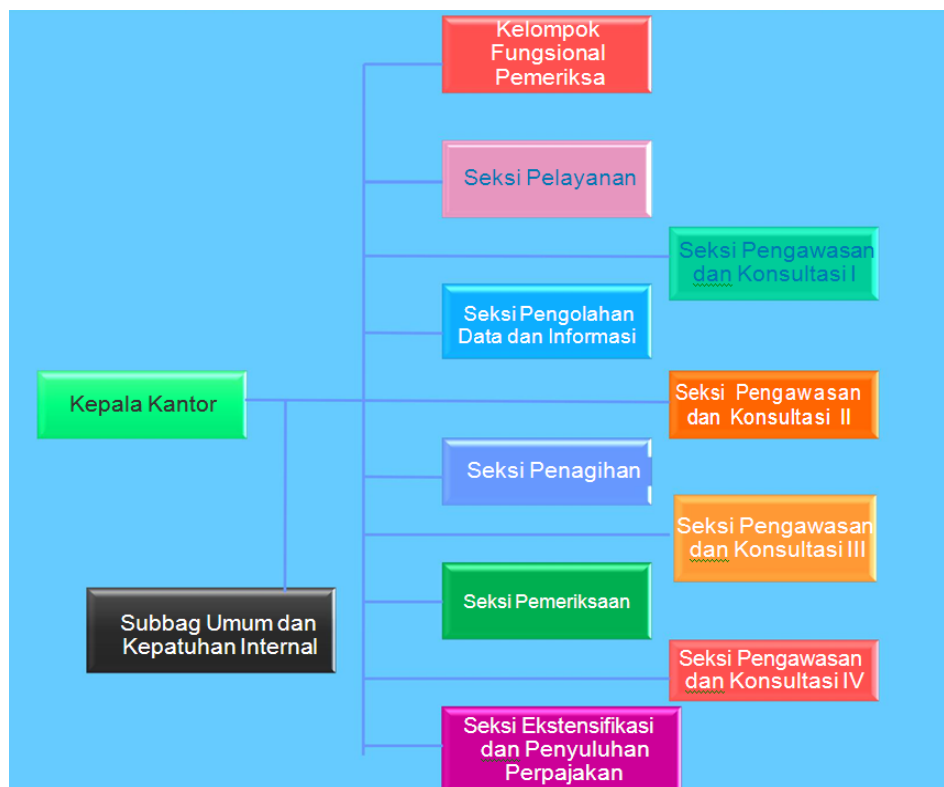 Kelompok
Fungsional
Pemeriksa
Seksi Pelayanan
Seksi Pengawasan
dan Konsultasi I
Seksi Pengolahan
Data dan Informasi
Kepala Kantor
Seksi Pengawasan
dan Konsultasi II
Seksi Penagihan
Seksi Pengawasan
dan Konsultasi III
Seksi Pemeriksaan
Subbag Umum dan
Kepatuhan Internal
Seksi Pengawasan
dan Konsultasi IV
Seksi Ekstensifikasi
dan Penyuluhan
Perpajakan